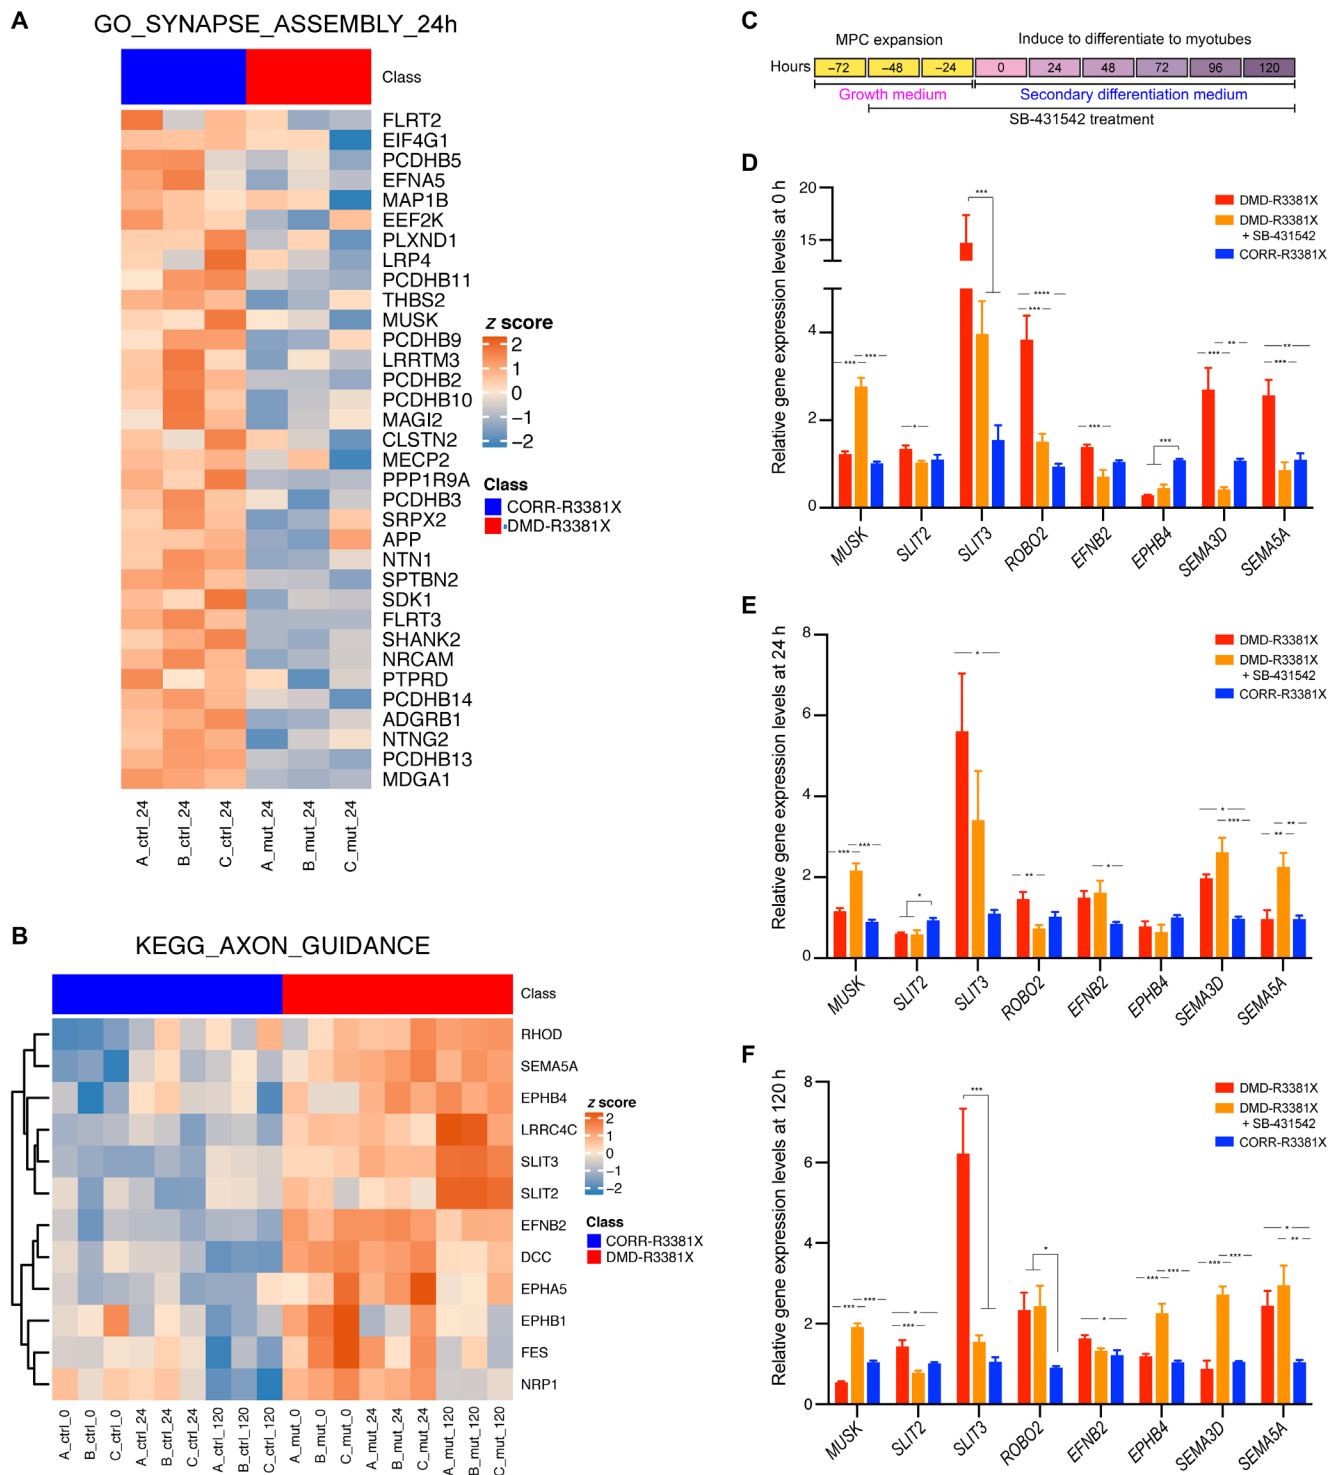 A
GO_SYNAPSE_ASSEMBLY_24h
Class
FLRT2
EIF4G1
PCDHB5
EFNA5
MAP1B
EEF2K
PLXND1
LRP4
PCDHB11
THBS2
MUSK
PCDHB9
LRRTM3
PCDHB2
PCDHB10
MAGI2
CLSTN2
MECP2
PPP1R9A
PCDHB3
SRPX2
APP
NTN1
SPTBN2
SDK1
FLRT3
SHANK2
NRCAM
PTPRD
PCDHB14
ADGRB1
NTNG2
PCDHB13
MDGA1
A_ctrl_24
B_ctrl_24
C_ctrl_24
A_mut_24
B_mut_24
C_mut_24
z score
2
1
0
−1
−2
Class
CORR-R3381X
DMD-R3381X
B
KEGG_AXON_GUIDANCE
Class
RHOD
SEMA5A
EPHB4
LRRC4C
SLIT3
SLIT2
EFNB2
DCC
EPHA5
EPHB1
FES
NRP1
A_ctrl_0
B_ctrl_0
C_ctrl_0
A_ctrl_24
B_ctrl_24
C_ctrl_24
A_ctrl_120
B_ctrl_120
C_ctrl_120
A_mut_0
B_mut_0
C_mut_0
A_mut_24
B_mut_24
C_mut_24
A_mut_120
B_mut_120
C_mut_120
z score
2
1
0
−1
−2
Class
CORR-R3381X
DMD-R3381X
C
MPC expansion Induce to differentiate to myotubes
Hours −72 −48 −24 0 24 48 72 96 120
Growth medium Secondary differentiation medium
SB-431542 treatment
D
Relative gene expression levels at 0 h
20
15
4
2
0
*** *** * *** *** **** *** *** *** ** *** **
DMD-R3381X
DMD-R3381X
+ SB-431542
CORR-R3381X
MUSK SLIT2 SLIT3 ROBO2 EFNB2 EPHB4 SEMA3D SEMA5A
E
Relative gene expression levels at 24 h
8
6
4
2
0
*** *** * * ** * * *** ** **
DMD-R3381X
DMD-R3381X
+ SB-431542
CORR-R3381X
MUSK SLIT2 SLIT3 ROBO2 EFNB2 EPHB4 SEMA3D SEMA5A
F
Relative gene expression levels at 120 h
8
6
4
2
0
*** *** *** * *** * * *** *** *** *** * **
DMD-R3381X
DMD-R3381X
+ SB-431542
CORR-R3381X
MUSK SLIT2 SLIT3 ROBO2 EFNB2 EPHB4 SEMA3D SEMA5A